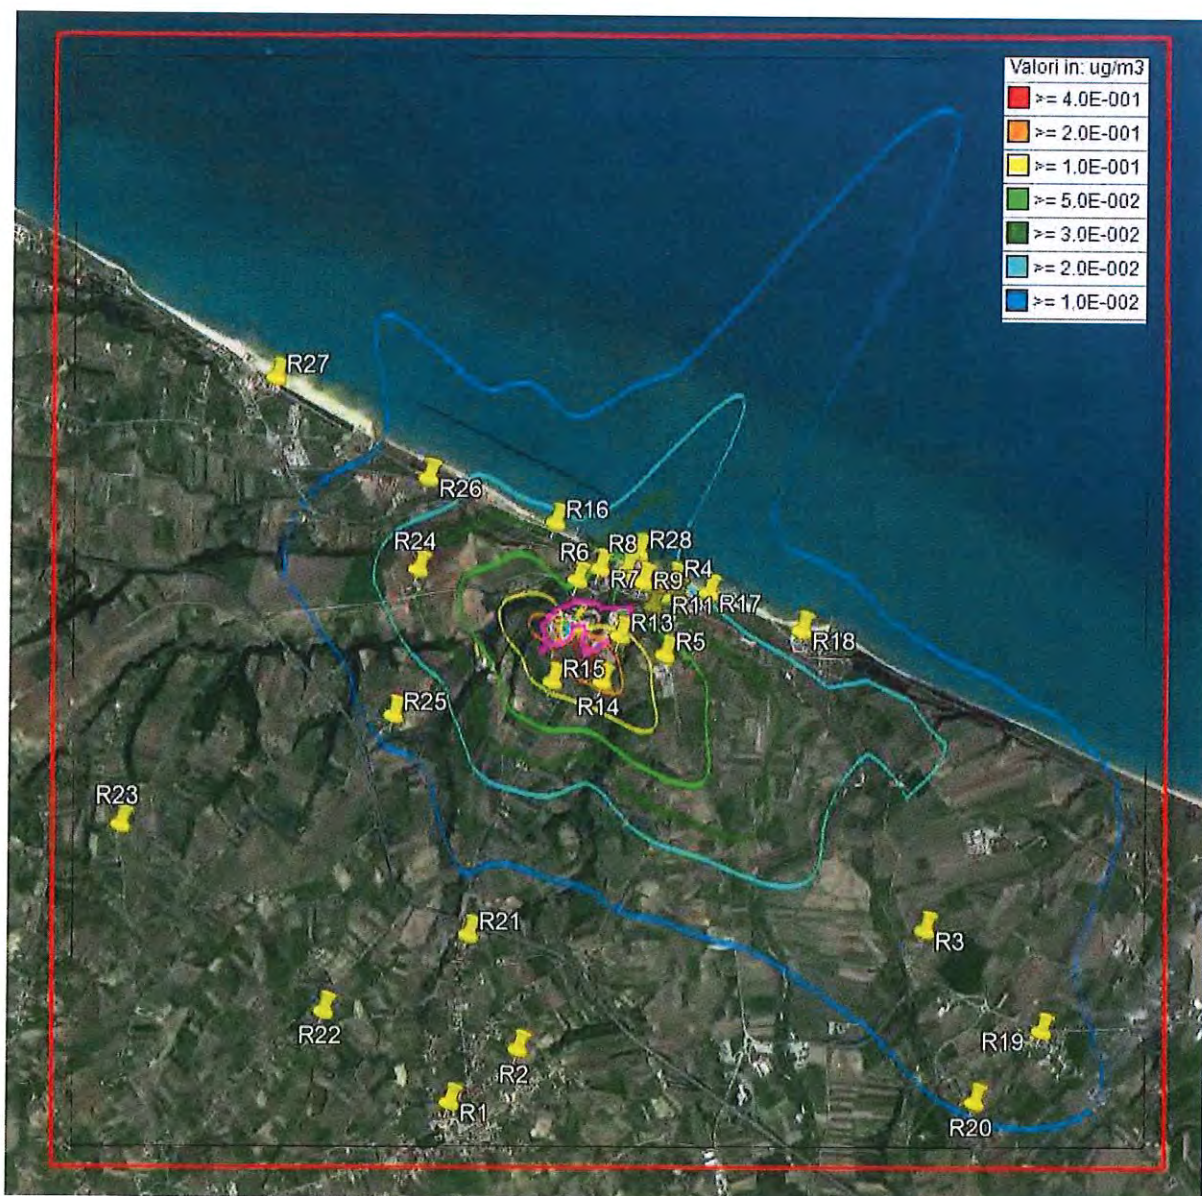 Valori in: ug/m3
>= 4.0E-001
>= 2.0E-001
>= 1.0E-001
>= 5.0E-002
>= 3.0E-002
>= 2.0E-002
>= 1.0E-002
R27
R26
R16
R24
R6
R8
R28
R7
R9
R4
R11
R17
R13
R18
R5
R15
R14
R25
R23
R21
R3
R22
R19
R2
R1
R20